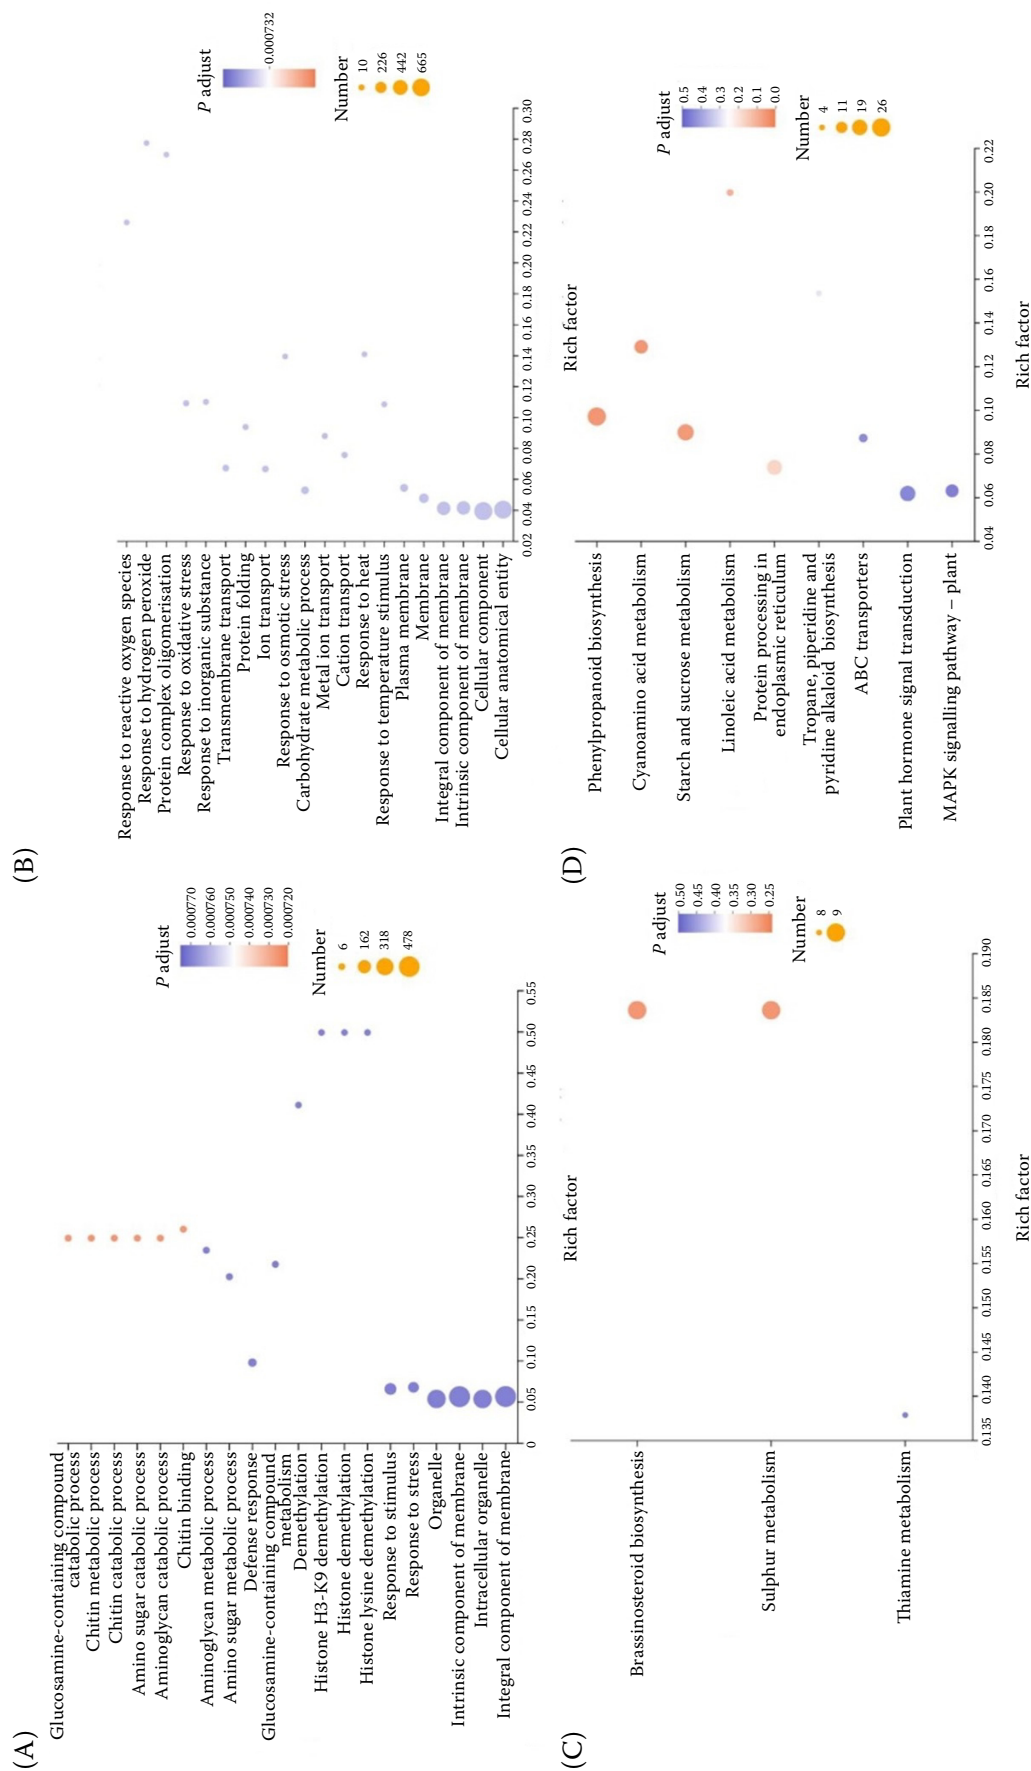 (A)
Glucosamine-containing compound
catabolic process
Chitin metabolic process
Chitin catabolic process
Amino sugar catabolic process
Aminoglycan catabolic process
Chitin binding
Aminoglycan metabolic process
Amino sugar metabolic process
Defense response
Glucosamine-containing compound
metabolism
Demethylation
Histone H3-K9 demethylation
Histone demethylation
Histone lysine demethylation
Response to stimulus
Response to stress
Organelle
Intrinsic component of membrane
Intracellular organelle
Integral component of membrane
0 0.05 0.10 0.15 0.20 0.25 0.30 0.35 0.40 0.45 0.50 0.55
Rich factor
P adjust
0.000770
0.000760
0.000750
0.000740
0.000730
0.000720
Number
6
162
318
478
(B)
Response to reactive oxygen species
Response to hydrogen peroxide
Protein complex oligomerisation
Response to oxidative stress
Response to inorganic substance
Transmembrane transport
Protein folding
Ion transport
Response to osmotic stress
Carbohydrate metabolic process
Metal ion transport
Cation transport
Response to heat
Response to temperature stimulus
Plasma membrane
Membrane
Integral component of membrane
Intrinsic component of membrane
Cellular component
Cellular anatomical entity
0.02 0.04 0.06 0.08 0.10 0.12 0.14 0.16 0.18 0.20 0.22 0.24 0.26 0.28 0.30
Rich factor
P adjust
0.000732
Number
10
226
442
665
(C)
Brassinosteroid biosynthesis
Sulphur metabolism
Thiamine metabolism
0.135 0.140 0.145 0.150 0.155 0.160 0.165 0.170 0.175 0.180 0.185 0.190
Rich factor
P adjust
0.50
0.45
0.40
0.35
0.30
0.25
Number
8
9
(D)
Phenylpropanoid biosynthesis
Cyanoamino acid metabolism
Starch and sucrose metabolism
Linoleic acid metabolism
Protein processing in
endoplasmic reticulum
Tropane, piperidine and
pyridine alkaloid biosynthesis
ABC transporters
Plant hormone signal transduction
MAPK signalling pathway – plant
0.04 0.06 0.08 0.10 0.12 0.14 0.16 0.18 0.20 0.22
Rich factor
P adjust
0.5
0.4
0.3
0.2
0.1
0.0
Number
4
11
19
26